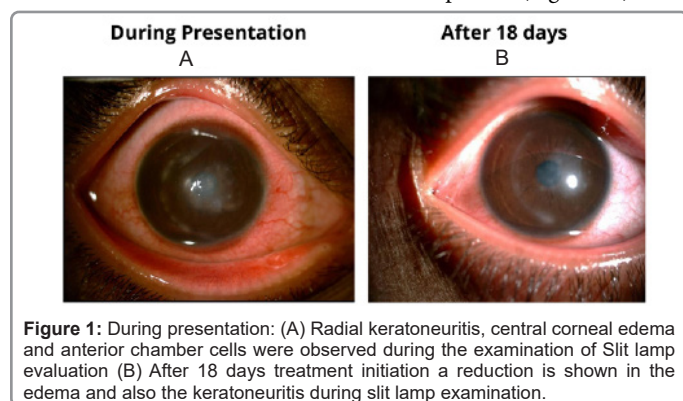 During Presentation
After 18 days
A
B
Figure 1: During presentation: (A) Radial keratoneuritis, central corneal edema
and anterior chamber cells were observed during the examination of Slit lamp
evaluation (B) After 18 days treatment initiation a reduction is shown in the
edema and also the keratoneuritis during slit lamp examination.